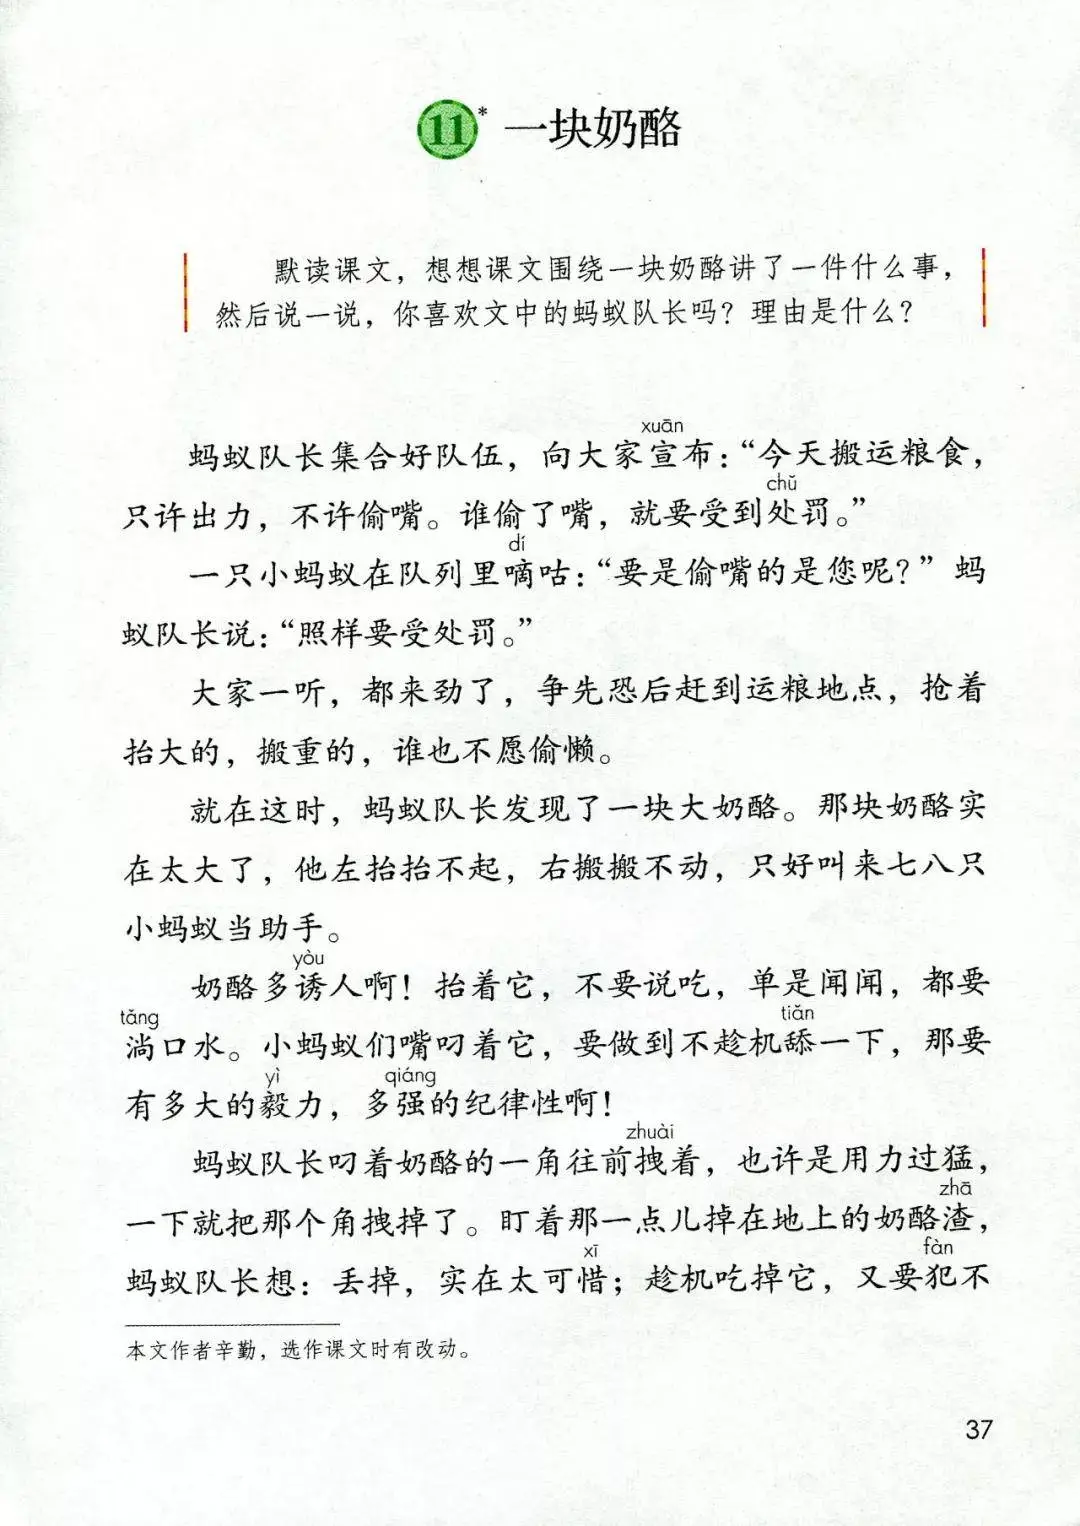 11* 一块奶酪
默读课文，想想课文围绕一块奶酪讲了一件什么事，
然后说一说，你喜欢文中的蚂蚁队长吗？理由是什么？
xuān
蚂蚁队长集合好队伍，向大家宣布：“今天搬运粮食，
chǔ
只许出力，不许偷嘴。谁偷了嘴，就要受到处罚。”
dí
一只小蚂蚁在队列里嘀咕：“要是偷嘴的是您呢？”蚂
蚁队长说：“照样要受处罚。”
大家一听，都来劲了，争先恐后赶到运粮地点，抢着
抬大的，搬重的，谁也不愿偷懒。
就在这时，蚂蚁队长发现了一块大奶酪。那块奶酪实
在太大了，他左抬抬不起，右搬搬不动，只好叫来七八只
小蚂蚁当助手。
yòu
奶酪多诱人啊！抬着它，不要说吃，单是闻闻，都要
tǎng tiǎn
淌口水。小蚂蚁们嘴叼着它，要做到不趁机舔一下，那要
yì qiáng
有多大的毅力，多强的纪律性啊！
zhuài
蚂蚁队长叼着奶酪的一角往前拽着，也许是用力过猛，
zhā
一下就把那个角拽掉了。盯着那一点儿掉在地上的奶酪渣，
xī fàn
蚂蚁队长想：丢掉，实在太可惜；趁机吃掉它，又要犯不
本文作者辛勤，选作课文时有改动。
37